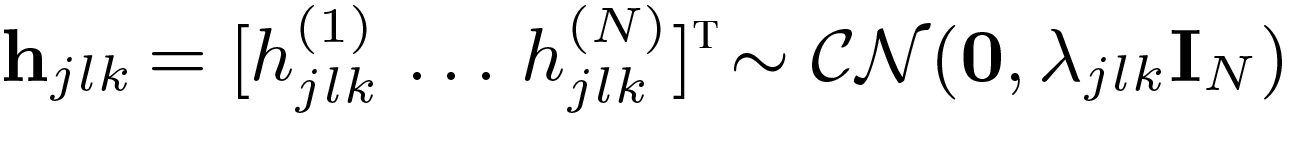 𝐡_{jlk} = [h_{jlk}^{(1)} … h_{jlk}^{(N)}]^T ∼ 𝒞𝒩(𝟎, λ_{jlk}𝐈_N)